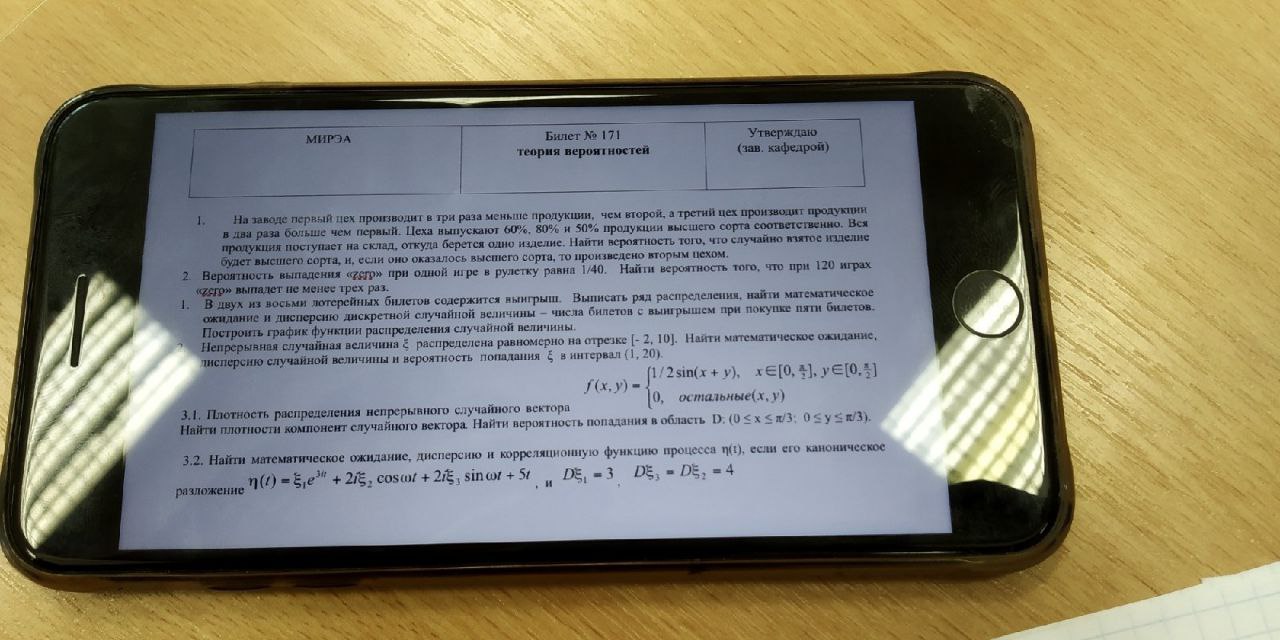 МИРЭА
Билет № 171
теория вероятностей
Утверждаю
(зав. кафедрой)
1. На заводе первый цех производит в три раза меньше продукции, чем второй, а третий цех производит продукции
в два раза больше чем первый. Цеха выпускают 60%, 80% и 50% продукции высшего сорта соответственно. Вся
продукция поступает на склад, откуда берется одно изделие. Найти вероятность того, что случайно взятое изделие
будет высшего сорта, и, если оно оказалось высшего сорта, то произведено вторым цехом.
2. Вероятность выпадения «zero» при одной игре в рулетку равна 1/40. Найти вероятность того, что при 120 играх
«zero» выпадет не менее трех раз.
1. В двух из восьми лотерейных билетов содержится выигрыш. Выписать ряд распределения, найти математическое
ожидание и дисперсию дискретной случайной величины – числа билетов с выигрышем при покупке пяти билетов.
Построить график функции распределения случайной величины.
2. Непрерывная случайная величина ξ распределена равномерно на отрезке [- 2, 10]. Найти математическое ожидание,
дисперсию случайной величины и вероятность попадания ξ в интервал (1, 20).
f(x, y) = {1/2 sin(x + y), x∈[0, π/2], y∈[0, π/2]
0, остальные(x, y)
3.1. Плотность распределения непрерывного случайного вектора
Найти плотности компонент случайного вектора. Найти вероятность попадания в область D: (0 ≤ x ≤ π/3; 0 ≤ y ≤ π/3).
3.2. Найти математическое ожидание, дисперсию и корреляционную функцию процесса η(t), если его каноническое
разложение η(t) = ξ₁e³ⁱᵗ + 2iξ₂ cosωt + 2iξ₃ sinωt + 5t , и Dξ₁ = 3 , Dξ₃ = Dξ₂ = 4